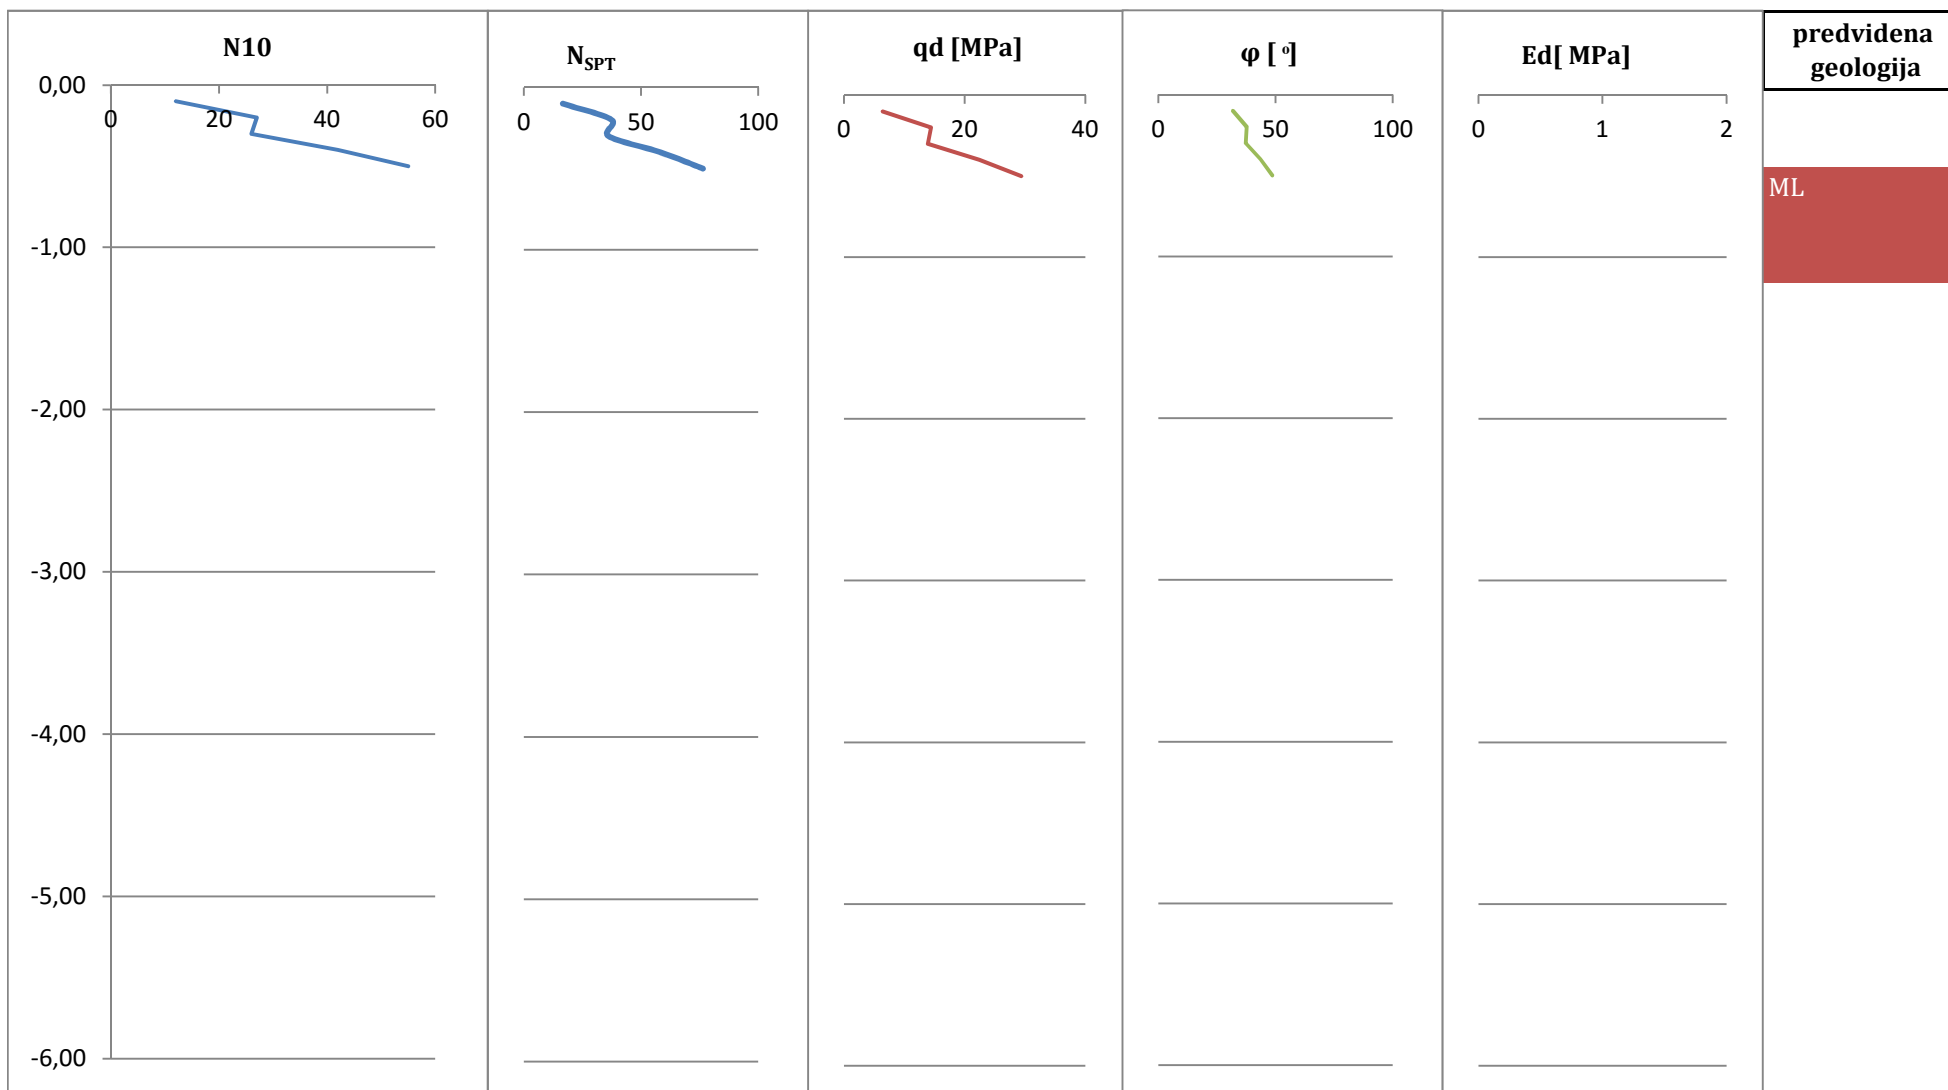 N10
N_SPT
qd [MPa]
φ [ º]
Ed[ MPa]
predvidena
geologija
0,00
0 20 40 60
0 50 100
0 20 40
0 50 100
0 1 2
ML
-1,00
-2,00
-3,00
-4,00
-5,00
-6,00